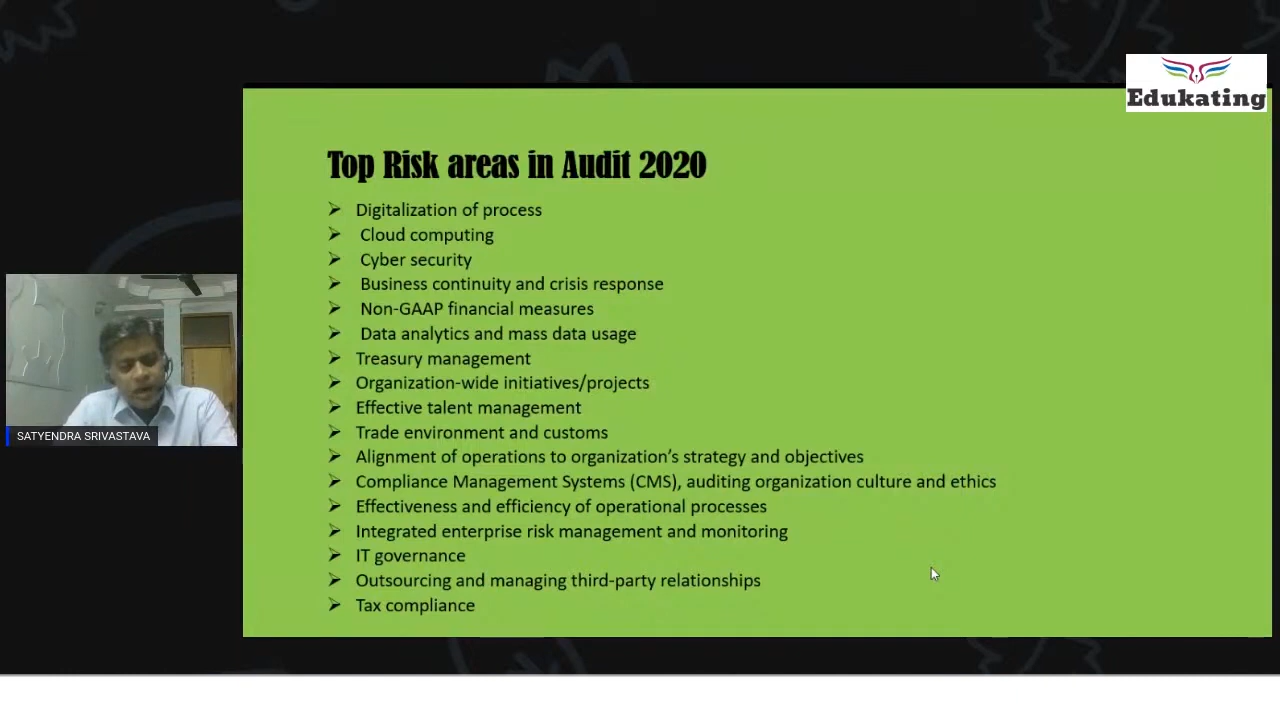 Edukating
Top Risk areas in Audit 2020
➢ Digitalization of process
➢ Cloud computing
➢ Cyber security
➢ Business continuity and crisis response
➢ Non-GAAP financial measures
➢ Data analytics and mass data usage
➢ Treasury management
➢ Organization-wide initiatives/projects
➢ Effective talent management
➢ Trade environment and customs
➢ Alignment of operations to organization's strategy and objectives
➢ Compliance Management Systems (CMS), auditing organization culture and ethics
➢ Effectiveness and efficiency of operational processes
➢ Integrated enterprise risk management and monitoring
➢ IT governance
➢ Outsourcing and managing third-party relationships
➢ Tax compliance
SATYENDRA SRIVASTAVA